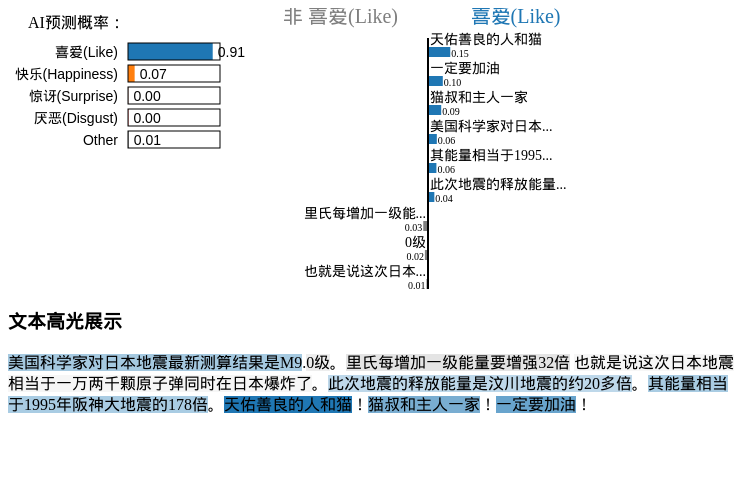 AI预测概率：
喜爱(Like) 0.91
快乐(Happiness) 0.07
惊讶(Surprise) 0.00
厌恶(Disgust) 0.00
Other 0.01
非 喜爱(Like) 喜爱(Like)
天佑善良的人和猫
0.15
一定要加油
0.10
猫叔和主人一家
0.09
美国科学家对日本...
0.06
其能量相当于1995...
0.06
此次地震的释放能量...
0.04
里氏每增加一级能...
0.03
0级
0.02
也就是说这次日本...
0.01
文本高光展示
美国科学家对日本地震最新测算结果是M9.0级。里氏每增加一级能量要增强32倍 也就是说这次日本地震
相当于一万两千颗原子弹同时在日本爆炸了。此次地震的释放能量是汶川地震的约20多倍。其能量相当
于1995年阪神大地震的178倍。天佑善良的人和猫！猫叔和主人一家！一定要加油！